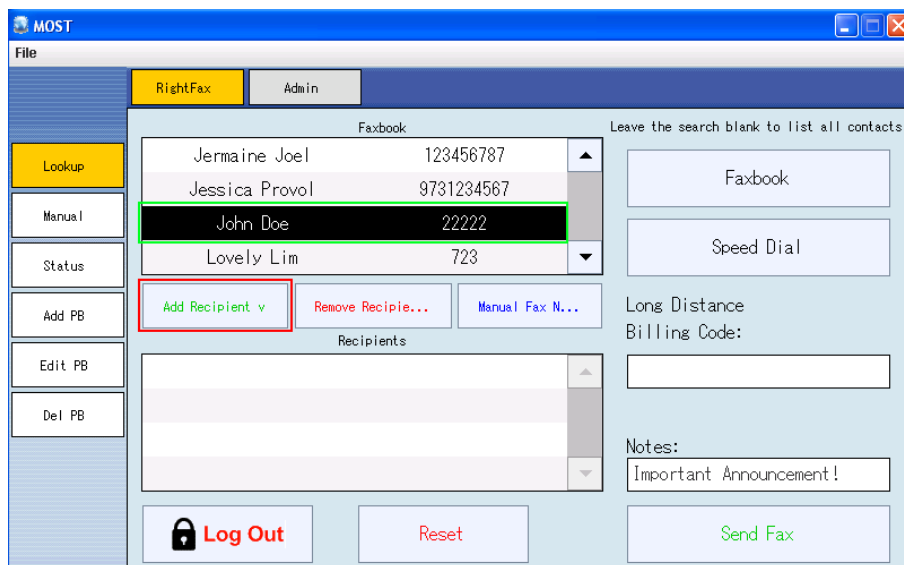 MOST
File
RightFax
Admin
Faxbook
Leave the search blank to list all contacts
Lookup
Manual
Status
Add PB
Edit PB
Del PB
Jermaine Joel 123456787
Jessica Provol 9731234567
John Doe 22222
Lovely Lim 723
Faxbook
Speed Dial
Add Recipient v
Remove Recipie...
Manual Fax N...
Long Distance
Billing Code:
Recipients
Notes:
Important Announcement!
Log Out
Reset
Send Fax